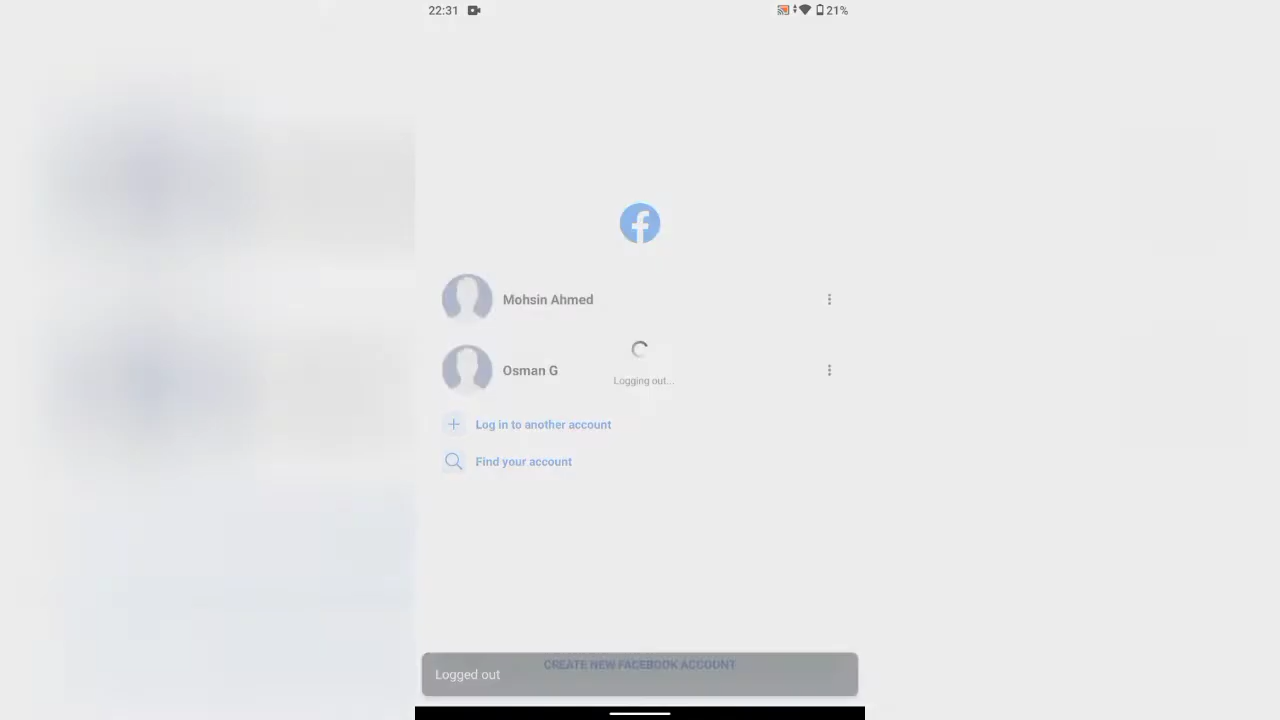 22:31
21%
Mohsin Ahmed
Osman G
Logging out...
Log in to another account
Find your account
CREATE NEW FACEBOOK ACCOUNT
Logged out